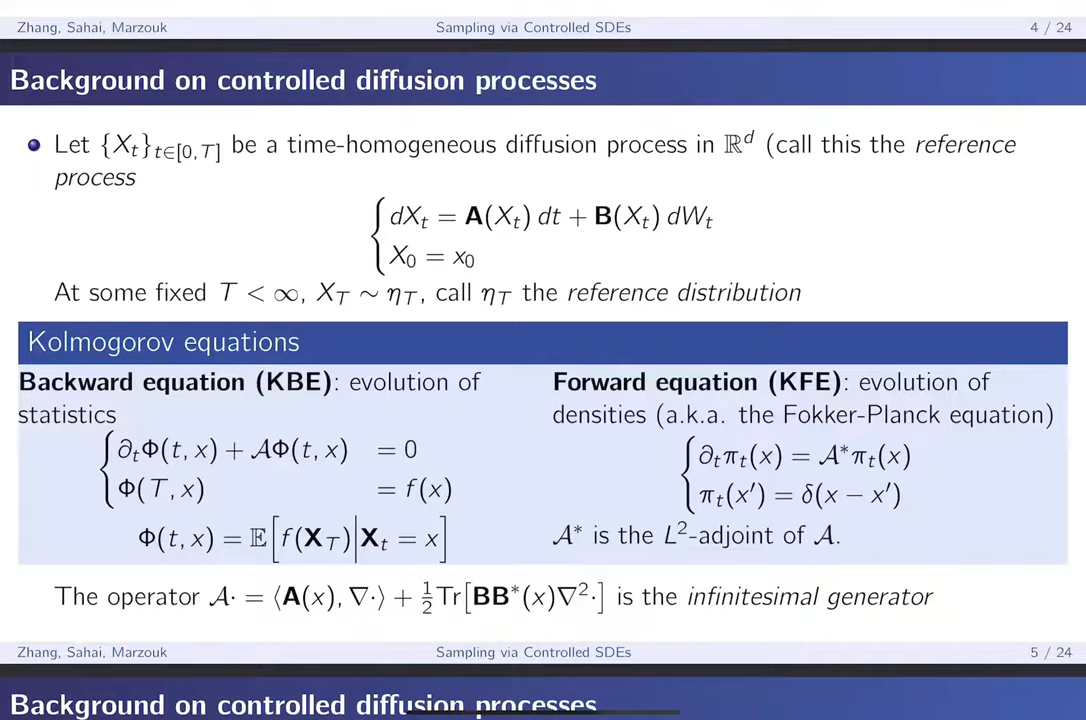 Zhang, Sahai, Marzouk Sampling via Controlled SDEs 4 / 24
Background on controlled diffusion processes
Let {X_t}_{t∈[0,T]} be a time-homogeneous diffusion process in ℝ^d (call this the reference
process
{ dX_t = A(X_t) dt + B(X_t) dW_t
X_0 = x_0
At some fixed T < ∞, X_T ∼ η_T, call η_T the reference distribution
Kolmogorov equations
Backward equation (KBE): evolution of
statistics
{ ∂_tΦ(t, x) + 𝒜Φ(t, x) = 0
Φ(T, x) = f(x)
Φ(t, x) = 𝔼[f(X_T)|X_t = x]
Forward equation (KFE): evolution of
densities (a.k.a. the Fokker-Planck equation)
{ ∂_tπ_t(x) = 𝒜*π_t(x)
π_t(x′) = δ(x − x′)
𝒜* is the L²-adjoint of 𝒜.
The operator 𝒜· = ⟨A(x), ∇·⟩ + ½Tr[BB*(x)∇²·] is the infinitesimal generator
Zhang, Sahai, Marzouk Sampling via Controlled SDEs 5 / 24
Background on controlled diffusion processes